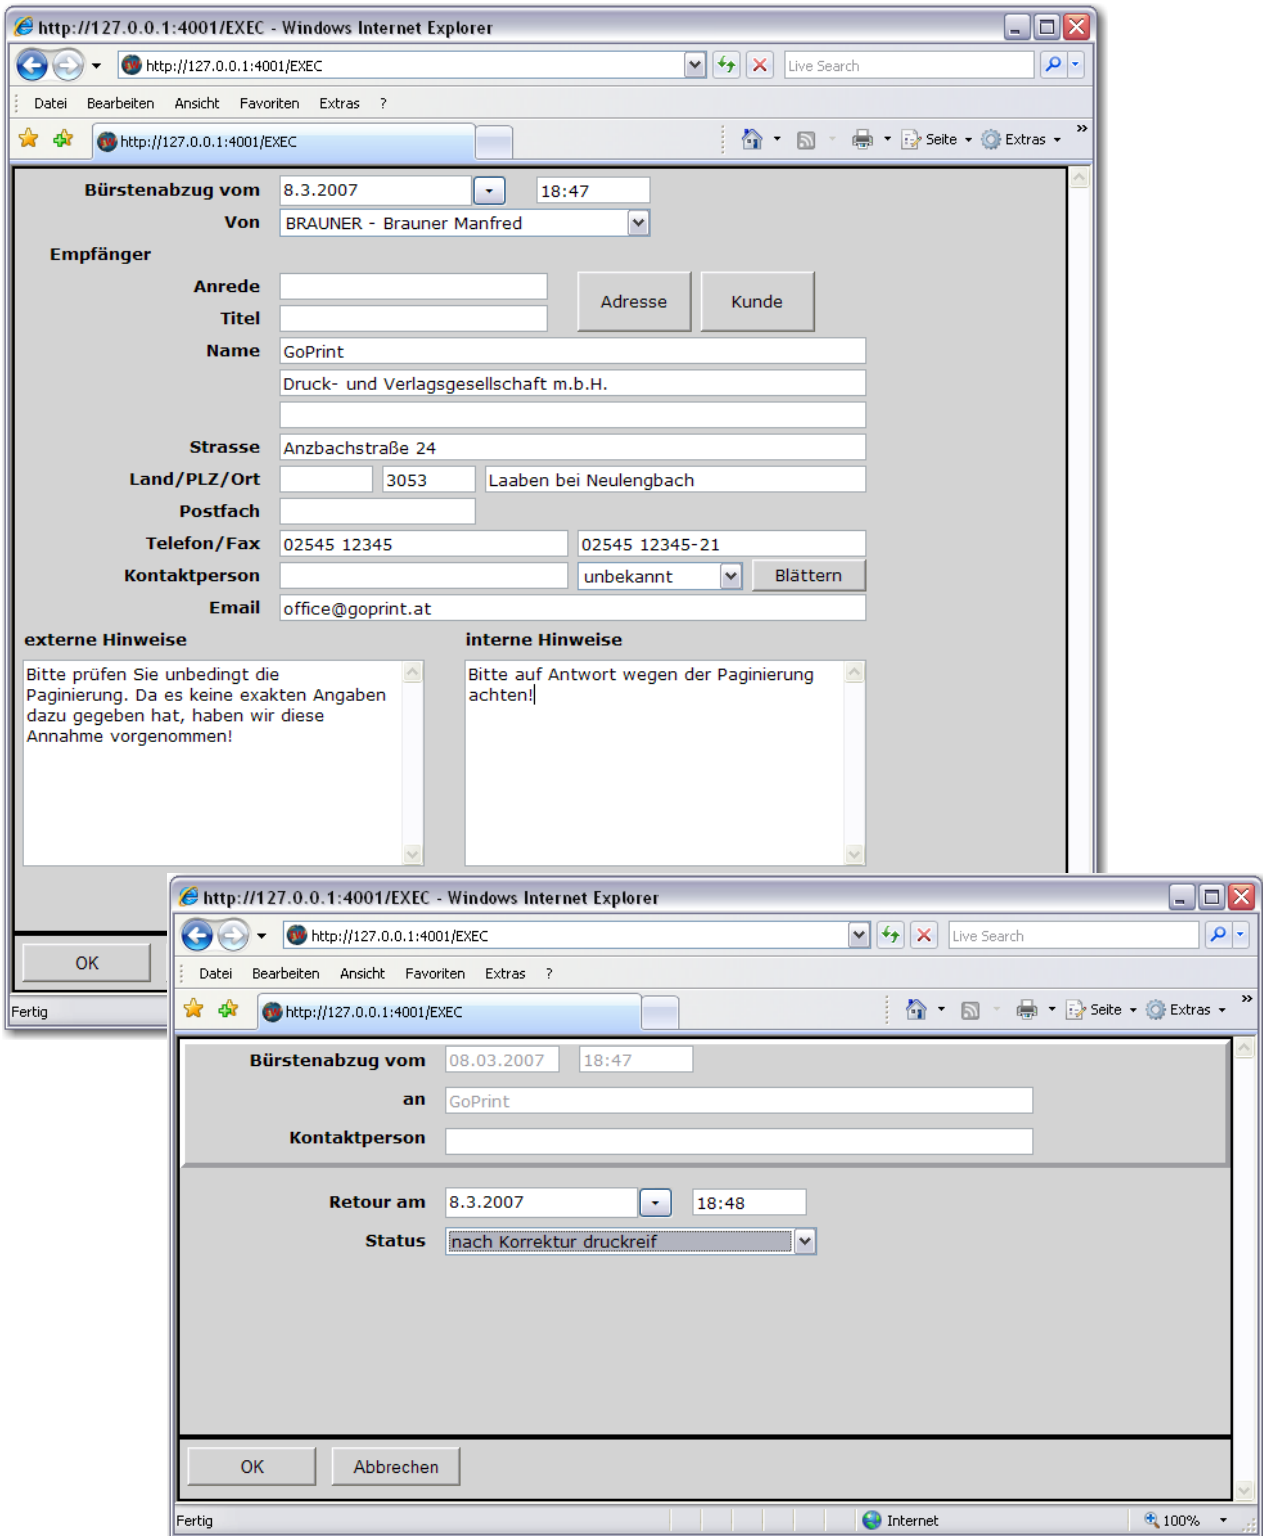 http://127.0.0.1:4001/EXEC - Windows Internet Explorer
http://127.0.0.1:4001/EXEC
Live Search
Datei Bearbeiten Ansicht Favoriten Extras ?
http://127.0.0.1:4001/EXEC
Seite Extras »
Bürstenabzug vom 8.3.2007 18:47
Von BRAUNER - Brauner Manfred
Empfänger
Anrede
Adresse Kunde
Titel
Name GoPrint
Druck- und Verlagsgesellschaft m.b.H.
Strasse Anzbachstraße 24
Land/PLZ/Ort 3053 Laaben bei Neulengbach
Postfach
Telefon/Fax 02545 12345 02545 12345-21
Kontaktperson unbekannt Blättern
Email office@goprint.at
externe Hinweise interne Hinweise
Bitte prüfen Sie unbedingt die
Paginierung. Da es keine exakten Angaben
dazu gegeben hat, haben wir diese
Annahme vorgenommen!
Bitte auf Antwort wegen der Paginierung
achten!
OK
Fertig
http://127.0.0.1:4001/EXEC - Windows Internet Explorer
http://127.0.0.1:4001/EXEC
Live Search
Datei Bearbeiten Ansicht Favoriten Extras ?
http://127.0.0.1:4001/EXEC
Seite Extras »
Bürstenabzug vom 08.03.2007 18:47
an GoPrint
Kontaktperson
Retour am 8.3.2007 18:48
Status nach Korrektur druckreif
OK Abbrechen
Fertig Internet 100%